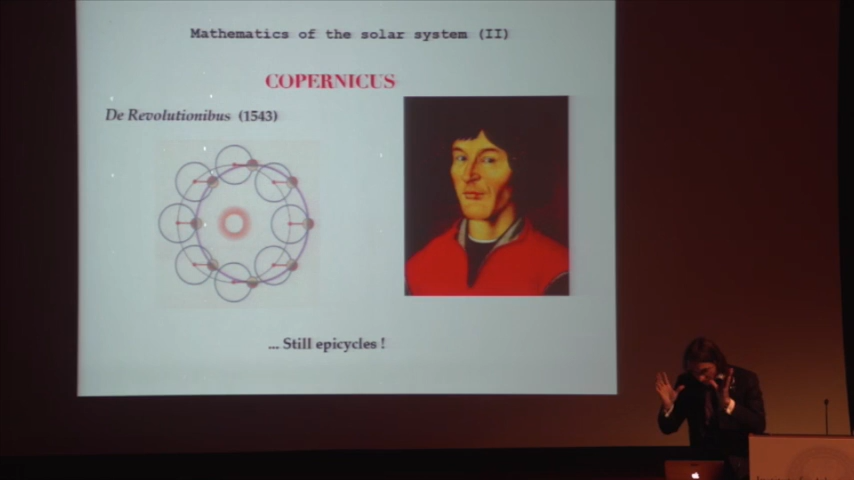 Mathematics of the solar system (II)
COPERNICUS
De Revolutionibus (1543)
... Still epicycles !